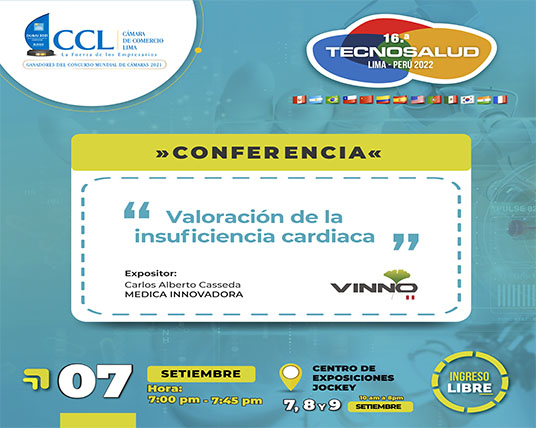 CCL
CÁMARA
DE COMERCIO
LIMA
La Fuerza de los Empresarios
GANADORES DEL CONCURSO MUNDIAL DE CÁMARAS 2021
16.ª
TECNOSALUD
LIMA - PERÚ 2022
»CONFERENCIA«
“ Valoración de la
insuficiencia cardiaca ”
Expositor:
Carlos Alberto Casseda
MEDICA INNOVADORA
VINNO
07
SETIEMBRE
Hora:
7:00 pm - 7:45 pm
CENTRO DE
EXPOSICIONES
JOCKEY
7, 8 Y 9
10 am a 8pm
SETIEMBRE
INGRESO
LIBRE